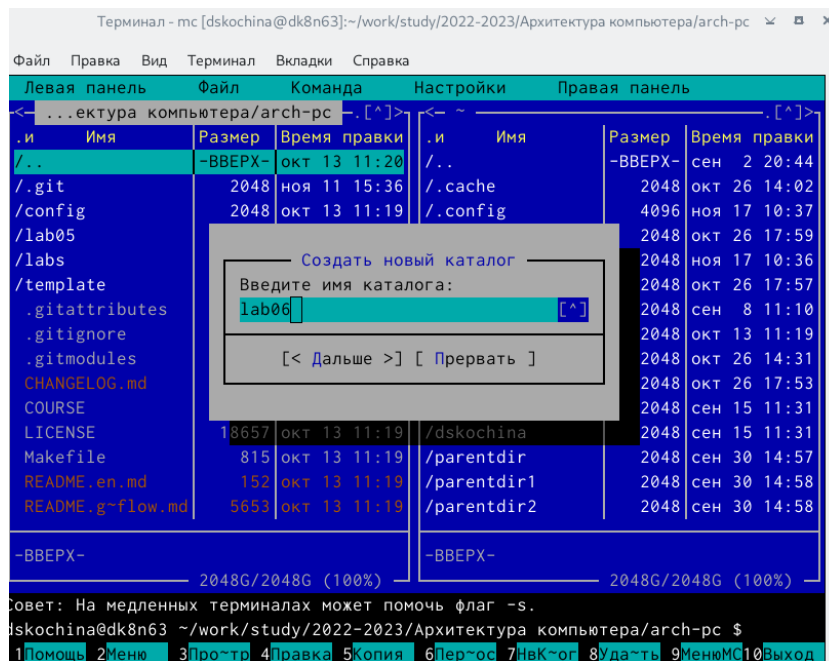 Терминал - mc [dskochina@dk8n63]:~/work/study/2022-2023/Архитектура компьютера/arch-pc
Файл Правка Вид Терминал Вкладки Справка
Левая панель Файл Команда Настройки Правая панель
<— ...ектура компьютера/arch-pc —.[^]>┐ ┌<— ~ —.[^]>┐
.и Имя Размер Время правки .и Имя Размер Время правки
/.. -ВВЕРХ- окт 13 11:20 /.. -ВВЕРХ- сен 2 20:44
/.git 2048 ноя 11 15:36 /.cache 2048 окт 26 14:02
/config 2048 окт 13 11:19 /.config 4096 ноя 17 10:37
/lab05 2048 окт 26 17:59
/labs Создать новый каталог 2048 ноя 17 10:36
/template Введите имя каталога: 2048 окт 26 17:57
.gitattributes lab06 [^] 2048 сен 8 11:10
.gitignore 2048 окт 13 11:19
.gitmodules [< Дальше >] [ Прервать ] 2048 окт 26 14:31
CHANGELOG.md 2048 окт 26 17:53
COURSE 2048 сен 15 11:31
LICENSE 18657 окт 13 11:19 /dskochina 2048 сен 15 11:31
Makefile 815 окт 13 11:19 /parentdir 2048 сен 30 14:57
README.en.md 152 окт 13 11:19 /parentdir1 2048 сен 30 14:58
README.g~flow.md 5653 окт 13 11:19 /parentdir2 2048 сен 30 14:58
-ВВЕРХ- -ВВЕРХ-
2048G/2048G (100%) 2048G/2048G (100%)
Совет: На медленных терминалах может помочь флаг -s.
dskochina@dk8n63 ~/work/study/2022-2023/Архитектура компьютера/arch-pc $
1Помощь 2Меню 3Про~тр 4Правка 5Копия 6Пер~ос 7НвК~ог 8Уда~ть 9МенюMC 10Выход